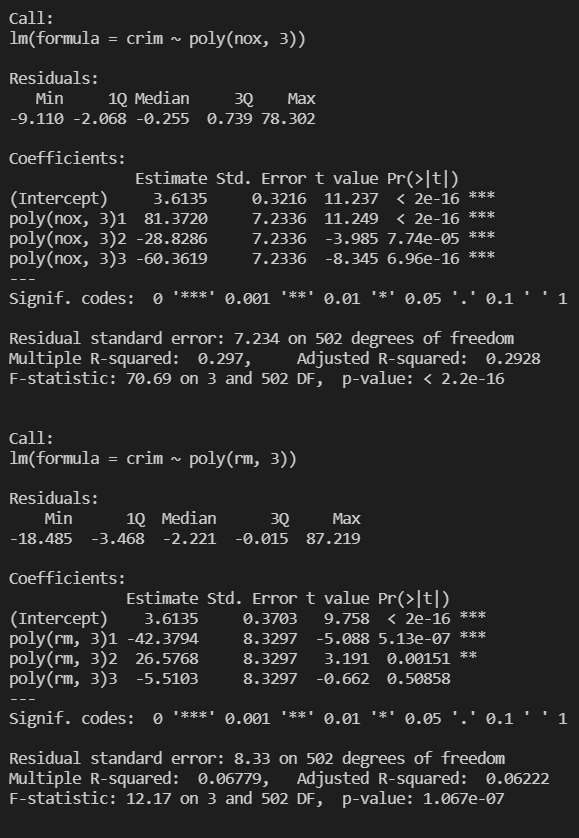 Call:
lm(formula = crim ~ poly(nox, 3))

Residuals:
   Min     1Q Median     3Q    Max
-9.110 -2.068 -0.255  0.739 78.302

Coefficients:
             Estimate Std. Error t value Pr(>|t|)
(Intercept)    3.6135     0.3216  11.237  < 2e-16 ***
poly(nox, 3)1  81.3720     7.2336  11.249  < 2e-16 ***
poly(nox, 3)2 -28.8286     7.2336  -3.985 7.74e-05 ***
poly(nox, 3)3 -60.3619     7.2336  -8.345 6.96e-16 ***
---
Signif. codes:  0 '***' 0.001 '**' 0.01 '*' 0.05 '.' 0.1 ' ' 1

Residual standard error: 7.234 on 502 degrees of freedom
Multiple R-squared:  0.297,	Adjusted R-squared:  0.2928
F-statistic: 70.69 on 3 and 502 DF,  p-value: < 2.2e-16


Call:
lm(formula = crim ~ poly(rm, 3))

Residuals:
    Min      1Q  Median      3Q     Max
-18.485  -3.468  -2.221  -0.015  87.219

Coefficients:
             Estimate Std. Error t value Pr(>|t|)
(Intercept)    3.6135     0.3703   9.758  < 2e-16 ***
poly(rm, 3)1 -42.3794     8.3297  -5.088 5.13e-07 ***
poly(rm, 3)2  26.5768     8.3297   3.191  0.00151 **
poly(rm, 3)3  -5.5103     8.3297  -0.662  0.50858
---
Signif. codes:  0 '***' 0.001 '**' 0.01 '*' 0.05 '.' 0.1 ' ' 1

Residual standard error: 8.33 on 502 degrees of freedom
Multiple R-squared:  0.06779,	Adjusted R-squared:  0.06222
F-statistic: 12.17 on 3 and 502 DF,  p-value: 1.067e-07